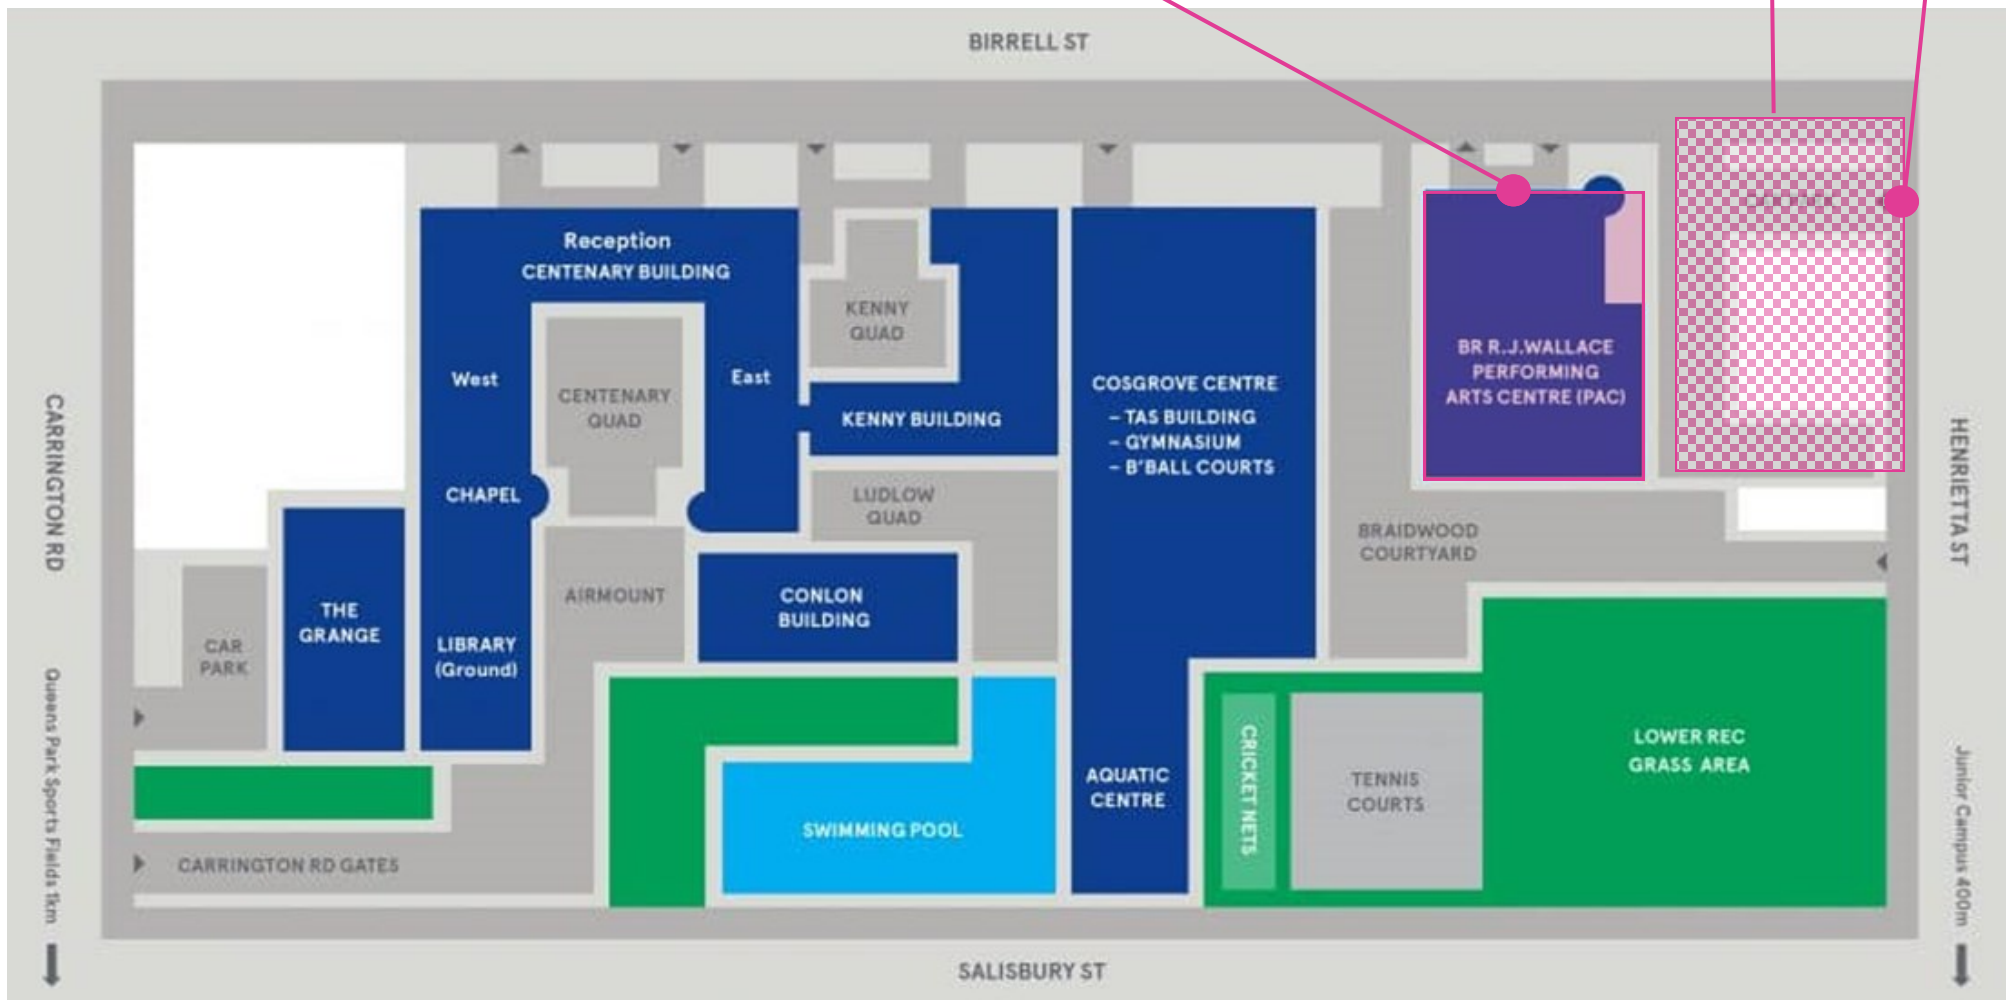 BIRRELL ST
Reception
CENTENARY BUILDING
West
East
CENTENARY
QUAD
CHAPEL
LIBRARY
(Ground)
AIRMOUNT
THE
GRANGE
CAR
PARK
CARRINGTON RD GATES
KENNY
QUAD
KENNY BUILDING
LUDLOW
QUAD
CONLON
BUILDING
SWIMMING POOL
COSGROVE CENTRE
– TAS BUILDING
– GYMNASIUM
– B'BALL COURTS
AQUATIC
CENTRE
BR R.J.WALLACE
PERFORMING
ARTS CENTRE (PAC)
BRAIDWOOD
COURTYARD
CRICKET NETS
TENNIS
COURTS
LOWER REC
GRASS AREA
CARRINGTON RD
Queens Park Sports Fields 1km
HENRIETTA ST
Junior Campus 400m
SALISBURY ST